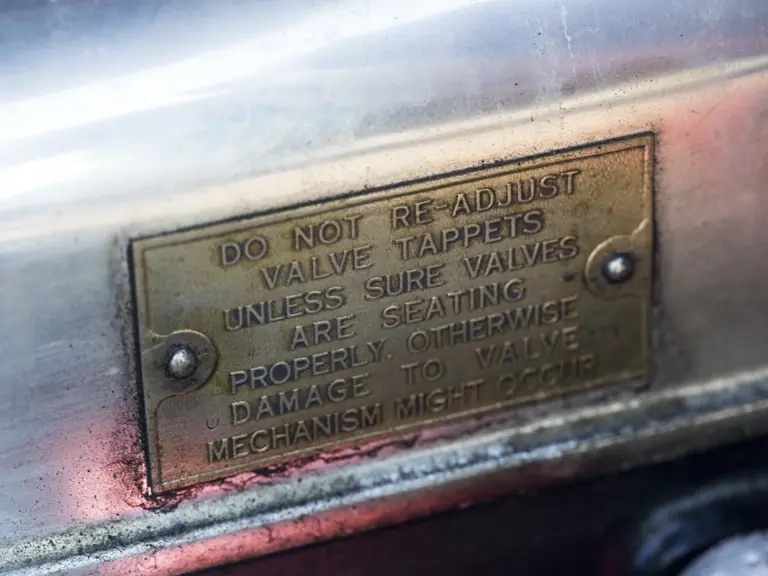 DO NOT RE-ADJUST
VALVE TAPPETS
UNLESS SURE VALVES
ARE SEATING
PROPERLY. OTHERWISE
DAMAGE TO VALVE
MECHANISM MIGHT OCCUR